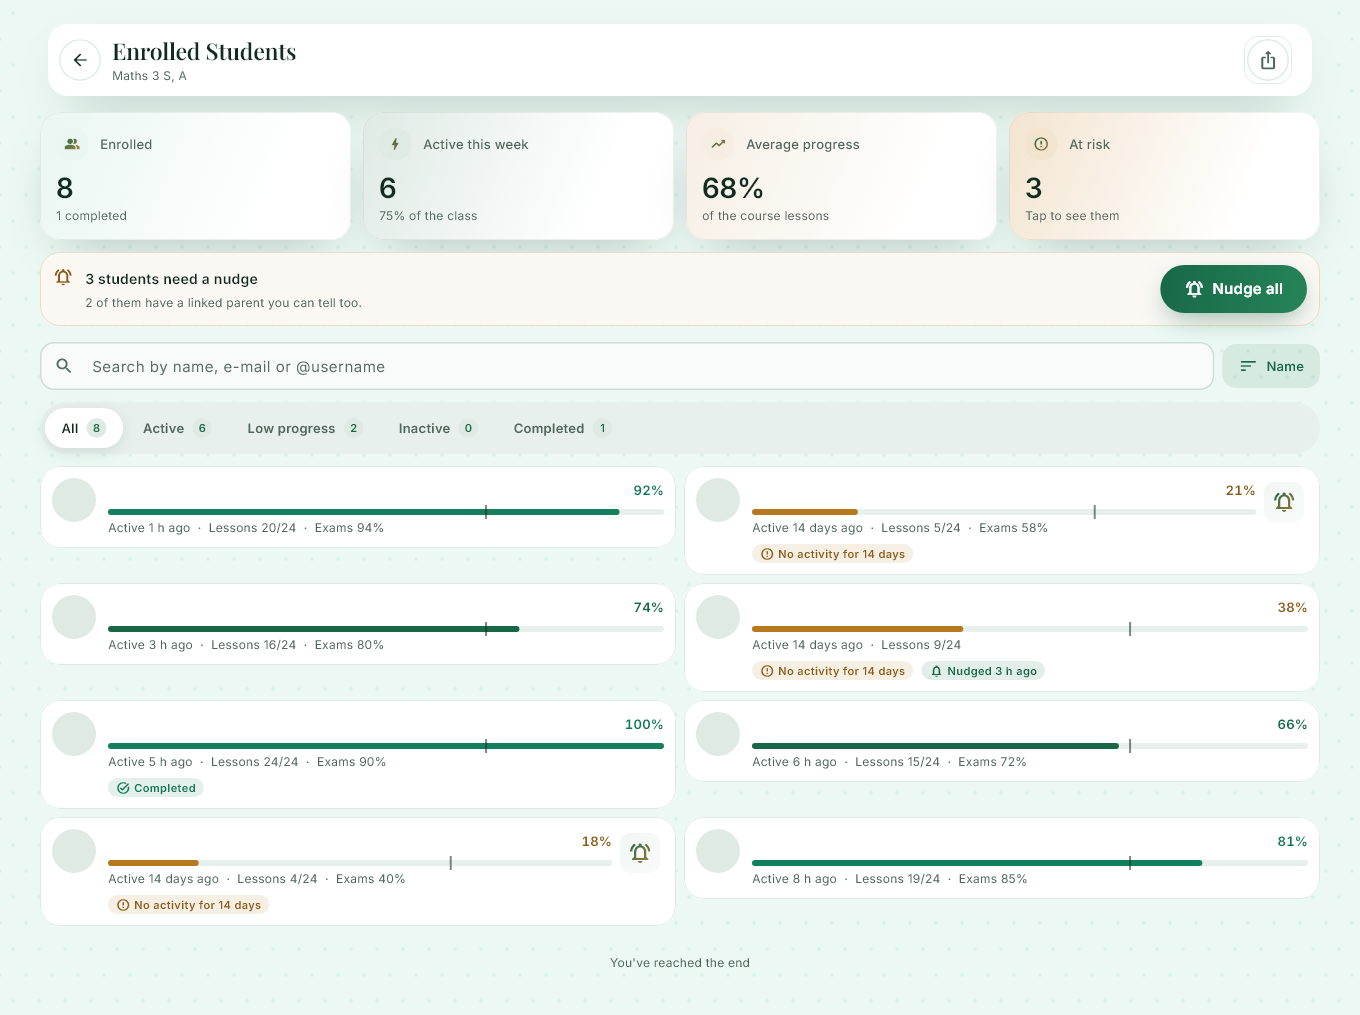 Enrolled Students
Maths 3 S, A
Enrolled
8
1 completed
Active this week
6
75% of the class
Average progress
68%
of the course lessons
At risk
3
Tap to see them
3 students need a nudge
2 of them have a linked parent you can tell too.
Nudge all
Search by name, e-mail or @username
Name
All 8 Active 6 Low progress 2 Inactive 0 Completed 1
92%
Active 1 h ago · Lessons 20/24 · Exams 94%
21%
Active 14 days ago · Lessons 5/24 · Exams 58%
No activity for 14 days
74%
Active 3 h ago · Lessons 16/24 · Exams 80%
38%
Active 14 days ago · Lessons 9/24
No activity for 14 days Nudged 3 h ago
100%
Active 5 h ago · Lessons 24/24 · Exams 90%
Completed
66%
Active 6 h ago · Lessons 15/24 · Exams 72%
18%
Active 14 days ago · Lessons 4/24 · Exams 40%
No activity for 14 days
81%
Active 8 h ago · Lessons 19/24 · Exams 85%
You've reached the end